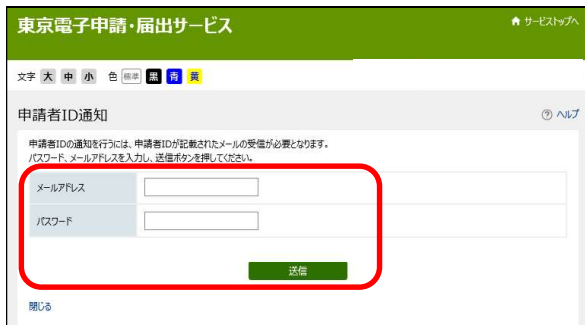 東京電子申請・届出サービス
サービストップへ
文字 大 中 小 色 標準 黒 青 黄
申請者ID通知
ヘルプ
申請者IDの通知を行うには、申請者IDが記載されたメールの受信が必要となります。
パスワード、メールアドレスを入力し、送信ボタンを押してください。
メールアドレス
パスワード
送信
閉じる